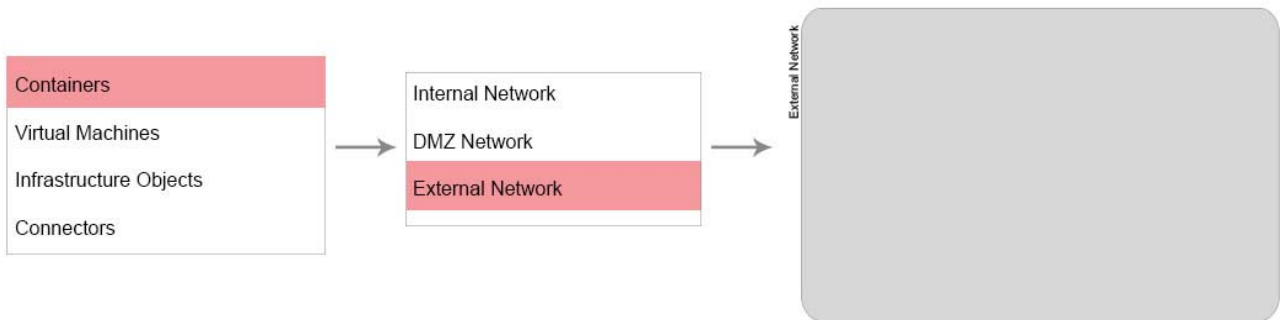 Containers
Virtual Machines
Infrastructure Objects
Connectors
Internal Network
DMZ Network
External Network
External Network